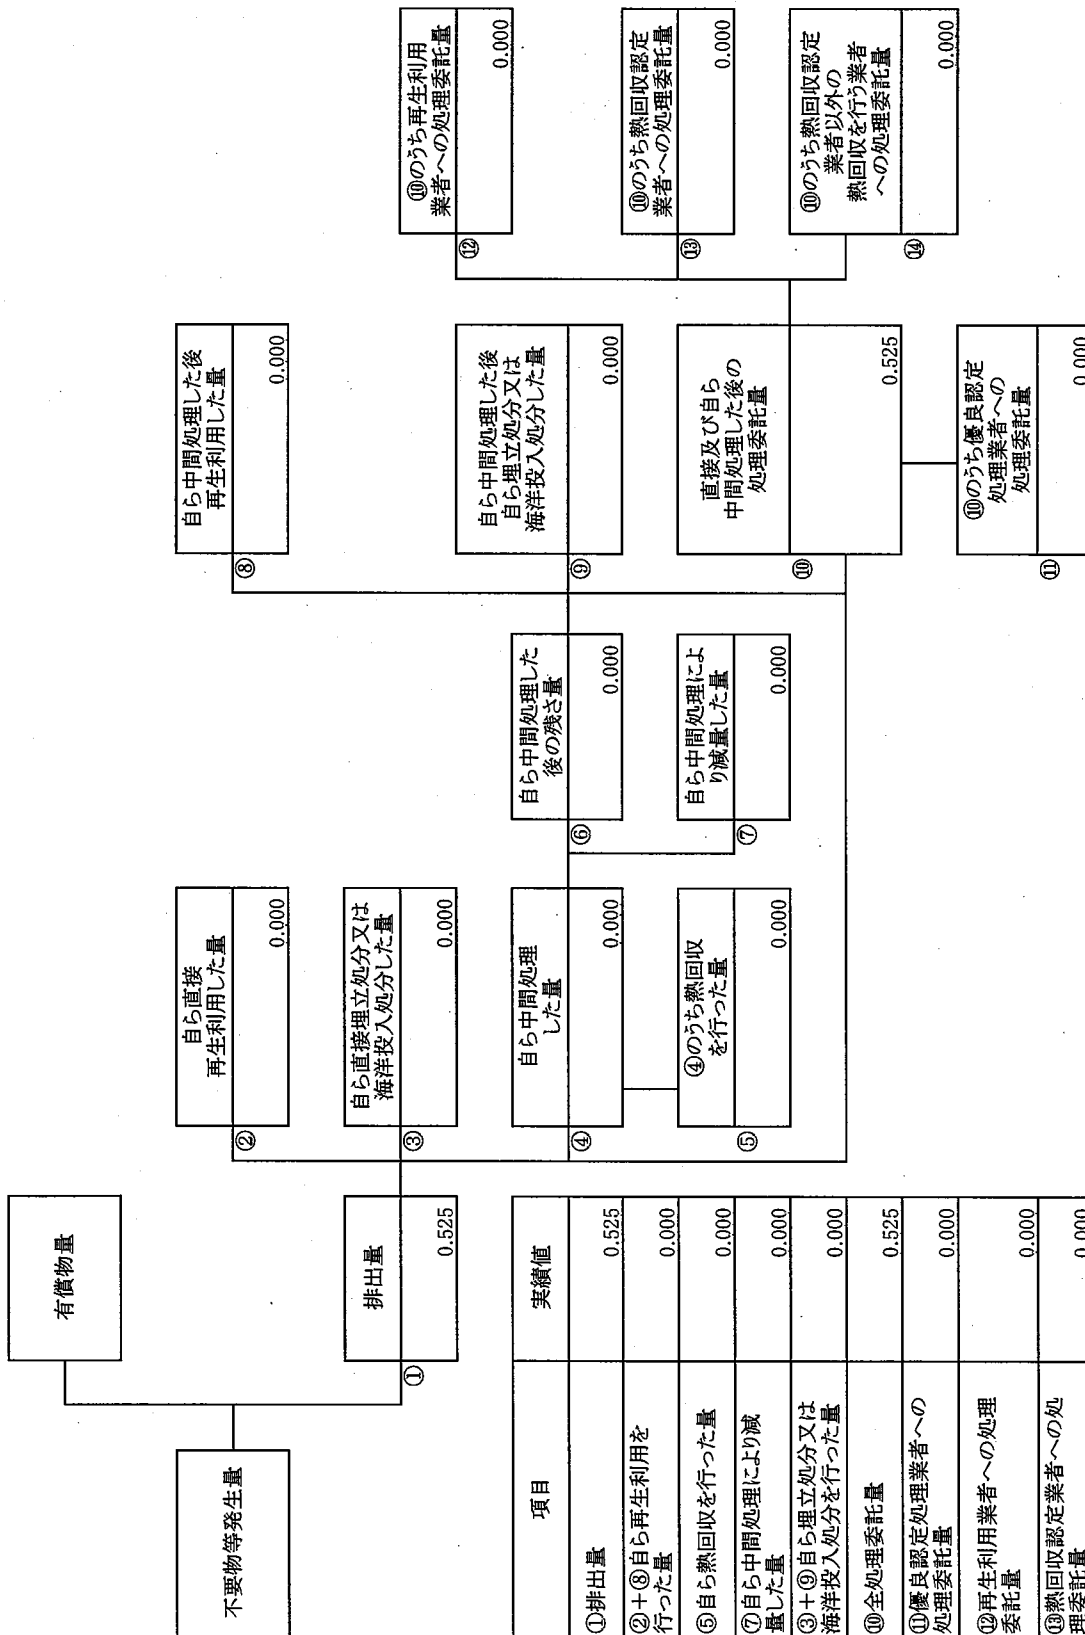 不要物等発生量
有償物量
排出量
①
0.525
自ら直接
再生利用した量
②
0.000
自ら直接埋立処分又は
海洋投入処分した量
③
0.000
自ら中間処理
した量
④
0.000
④のうち熱回収
を行った量
⑤
0.000
自ら中間処理した
後の残さ量
⑥
0.000
自ら中間処理によ
り減量した量
⑦
0.000
自ら中間処理した後
再生利用した量
⑧
0.000
自ら中間処理した後
自ら埋立処分又は
海洋投入処分した量
⑨
0.000
直接及び自ら
中間処理した後の
処理委託量
⑩
0.525
⑩のうち優良認定
処理業者への
処理委託量
⑪
0.000
⑩のうち再生利用
業者への処理委託量
⑫
0.000
⑩のうち熱回収認定
業者への処理委託量
⑬
0.000
⑩のうち熱回収認定
業者以外の
熱回収を行う業者
への処理委託量
⑭
0.000
項目 実績値
①排出量 0.525
②+⑧自ら再生利用を
行った量 0.000
⑤自ら熱回収を行った量 0.000
⑦自ら中間処理により減
量した量 0.000
③+⑨自ら埋立処分又は
海洋投入処分を行った量 0.000
⑩全処理委託量 0.525
⑪優良認定処理業者への
処理委託量 0.000
⑫再生利用業者への処理
委託量 0.000
⑬熱回収認定業者への処
理委託量 0.000